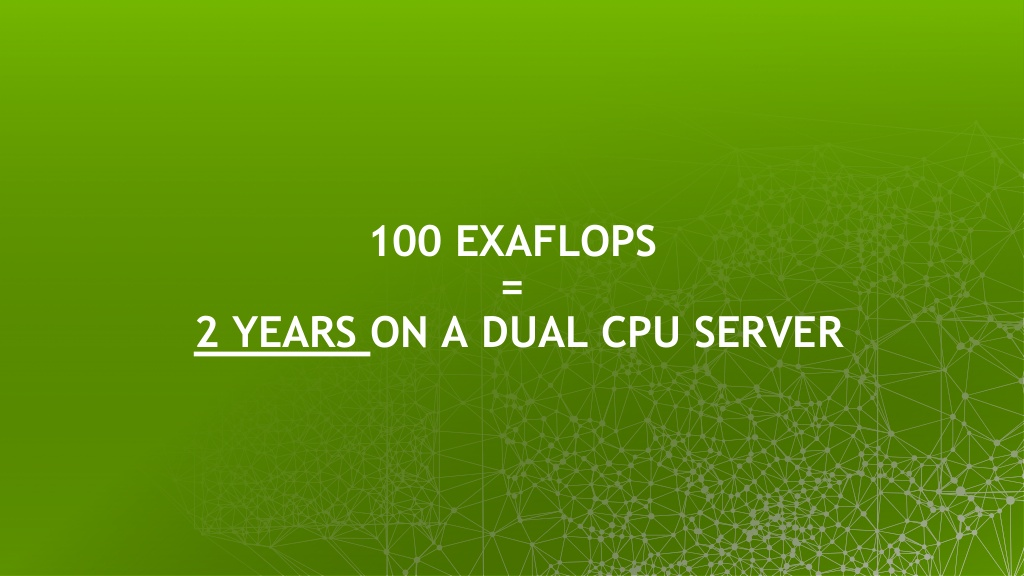 100 EXAFLOPS
=
2 YEARS ON A DUAL CPU SERVER